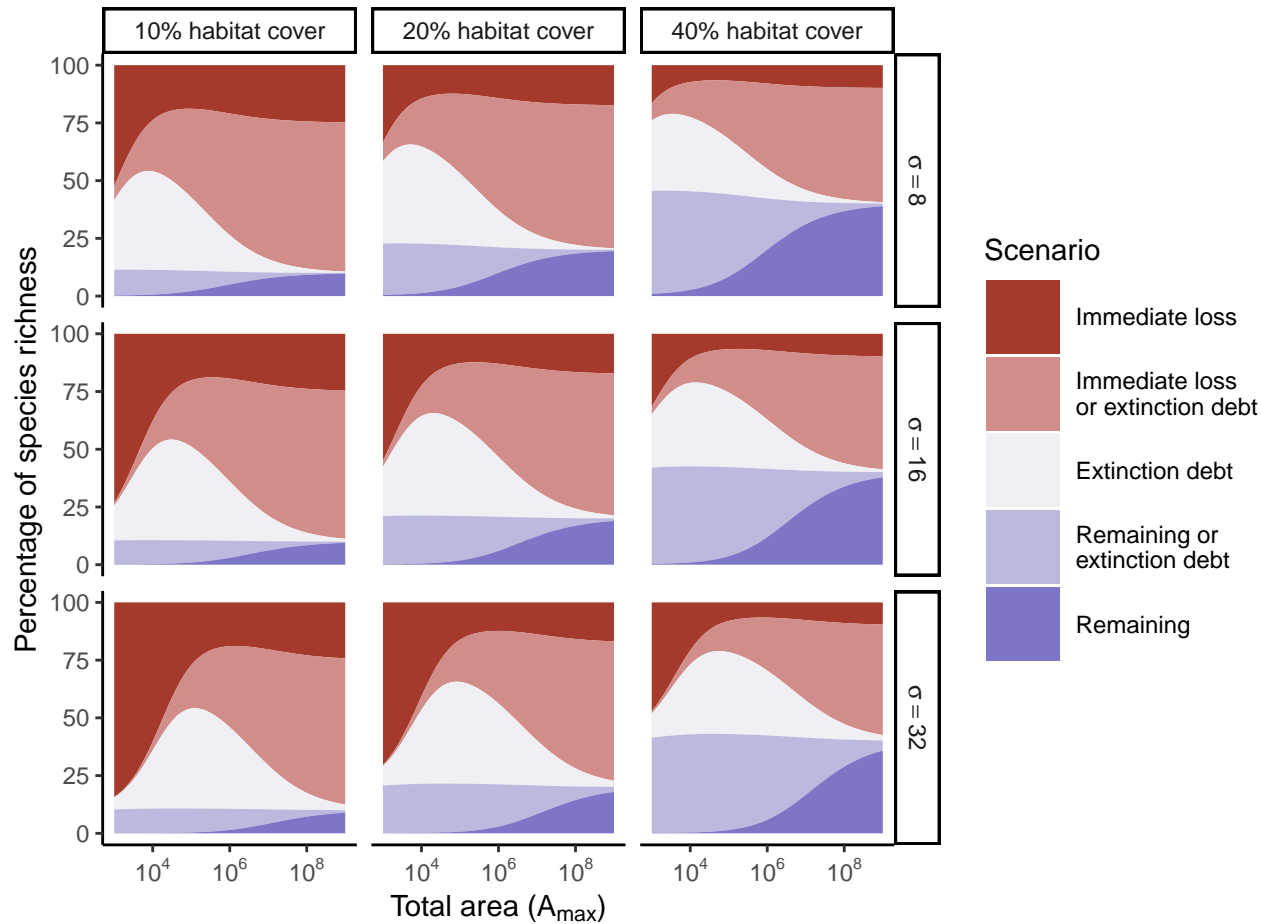 10% habitat cover
20% habitat cover
40% habitat cover
Percentage of species richness
100
75
50
25
0
σ = 8
100
75
50
25
0
σ = 16
100
75
50
25
0
σ = 32
10⁴
10⁶
10⁸
10⁴
10⁶
10⁸
10⁴
10⁶
10⁸
Total area (Amax)
Scenario
Immediate loss
Immediate loss
or extinction debt
Extinction debt
Remaining or
extinction debt
Remaining